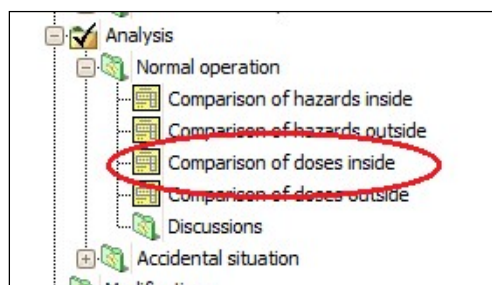 Analysis
Normal operation
Comparison of hazards inside
Comparison of hazards outside
Comparison of doses inside
Comparison of doses outside
Discussions
Accidental situation